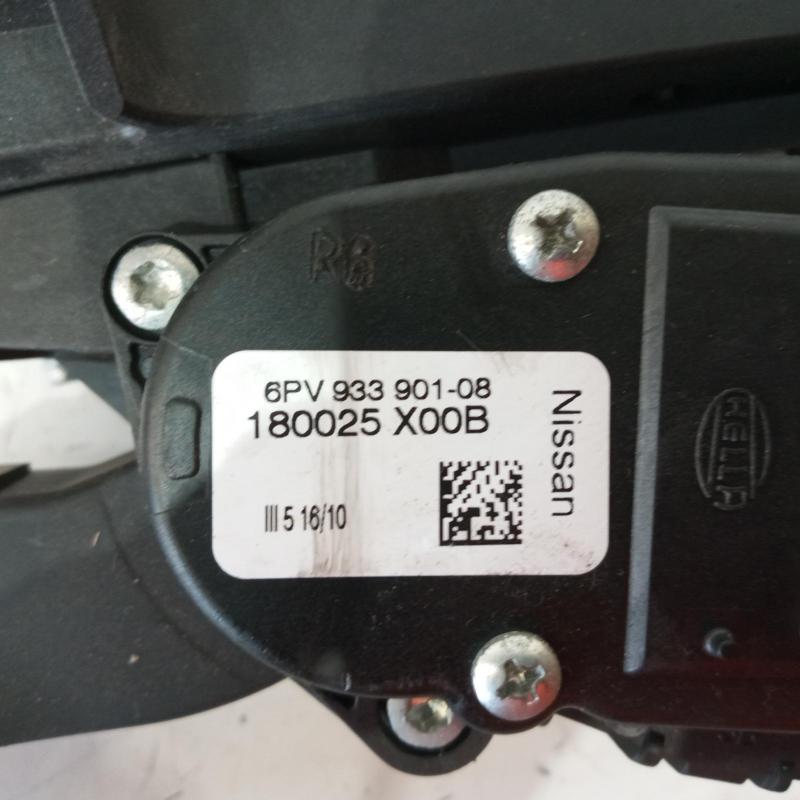 R8
6PV 933 901-08
180025 X00B
Nissan
III 5 16/10
HELLA